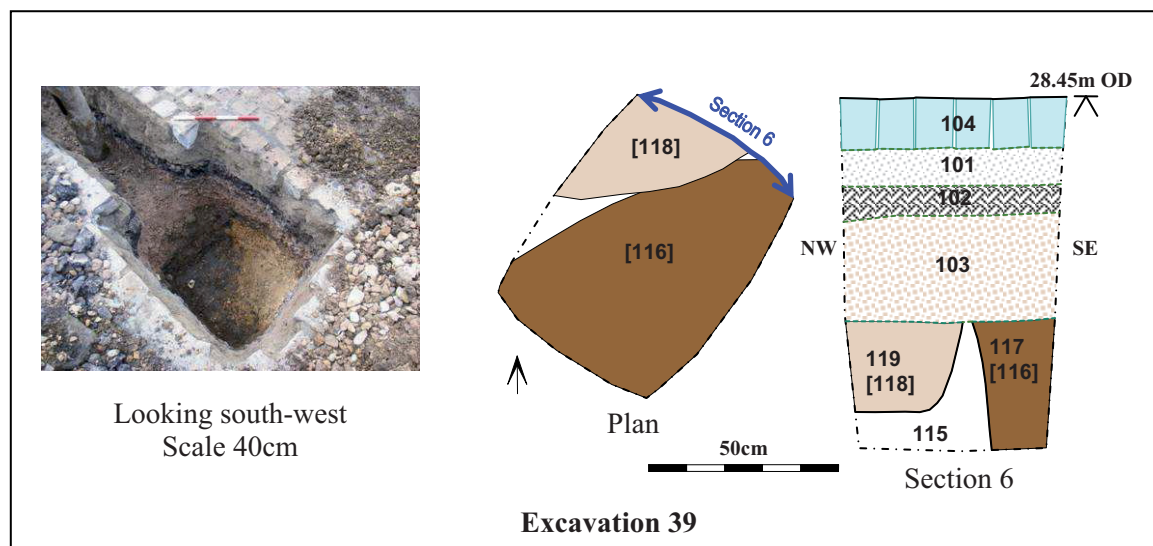 Looking south-west
Scale 40cm
Section 6
[118]
[116]
Plan
50cm
28.45m OD
104
101
102
NW
103
SE
119
[118]
117
[116]
115
Section 6
Excavation 39